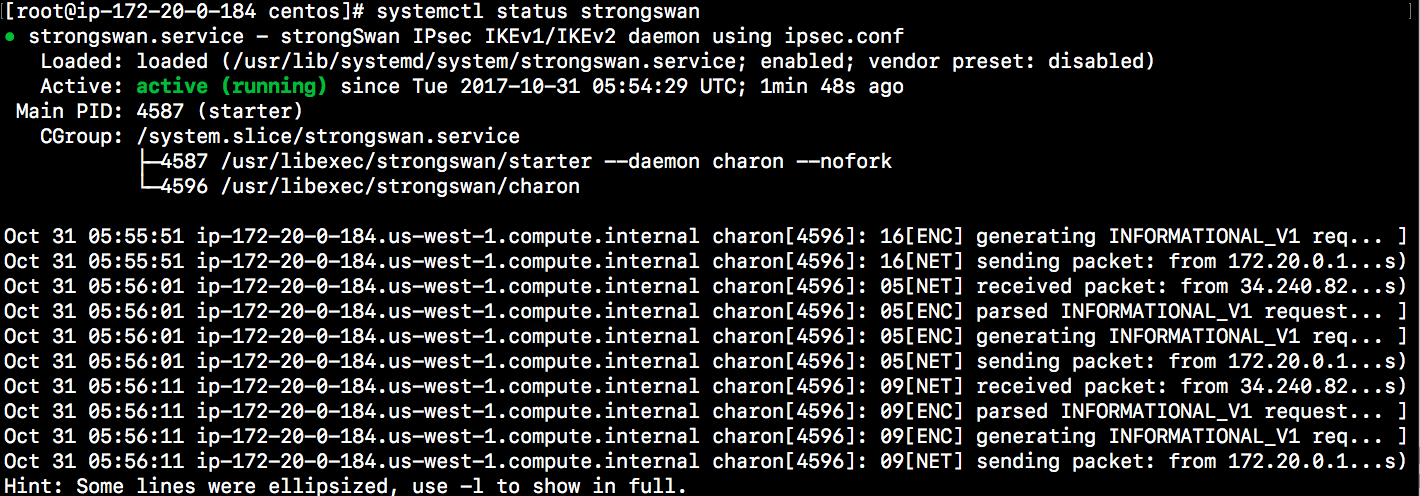 [root@ip-172-20-0-184 centos]# systemctl status strongswan ]
● strongswan.service - strongSwan IPsec IKEv1/IKEv2 daemon using ipsec.conf
   Loaded: loaded (/usr/lib/systemd/system/strongswan.service; enabled; vendor preset: disabled)
   Active: active (running) since Tue 2017-10-31 05:54:29 UTC; 1min 48s ago
 Main PID: 4587 (starter)
   CGroup: /system.slice/strongswan.service
           ├─4587 /usr/libexec/strongswan/starter --daemon charon --nofork
           └─4596 /usr/libexec/strongswan/charon
Oct 31 05:55:51 ip-172-20-0-184.us-west-1.compute.internal charon[4596]: 16[ENC] generating INFORMATIONAL_V1 req... ]
Oct 31 05:55:51 ip-172-20-0-184.us-west-1.compute.internal charon[4596]: 16[NET] sending packet: from 172.20.0.1...s)
Oct 31 05:56:01 ip-172-20-0-184.us-west-1.compute.internal charon[4596]: 05[NET] received packet: from 34.240.82...s)
Oct 31 05:56:01 ip-172-20-0-184.us-west-1.compute.internal charon[4596]: 05[ENC] parsed INFORMATIONAL_V1 request... ]
Oct 31 05:56:01 ip-172-20-0-184.us-west-1.compute.internal charon[4596]: 05[ENC] generating INFORMATIONAL_V1 req... ]
Oct 31 05:56:01 ip-172-20-0-184.us-west-1.compute.internal charon[4596]: 05[NET] sending packet: from 172.20.0.1...s)
Oct 31 05:56:11 ip-172-20-0-184.us-west-1.compute.internal charon[4596]: 09[NET] received packet: from 34.240.82...s)
Oct 31 05:56:11 ip-172-20-0-184.us-west-1.compute.internal charon[4596]: 09[ENC] parsed INFORMATIONAL_V1 request... ]
Oct 31 05:56:11 ip-172-20-0-184.us-west-1.compute.internal charon[4596]: 09[ENC] generating INFORMATIONAL_V1 req... ]
Oct 31 05:56:11 ip-172-20-0-184.us-west-1.compute.internal charon[4596]: 09[NET] sending packet: from 172.20.0.1...s)
Hint: Some lines were ellipsized, use -l to show in full.